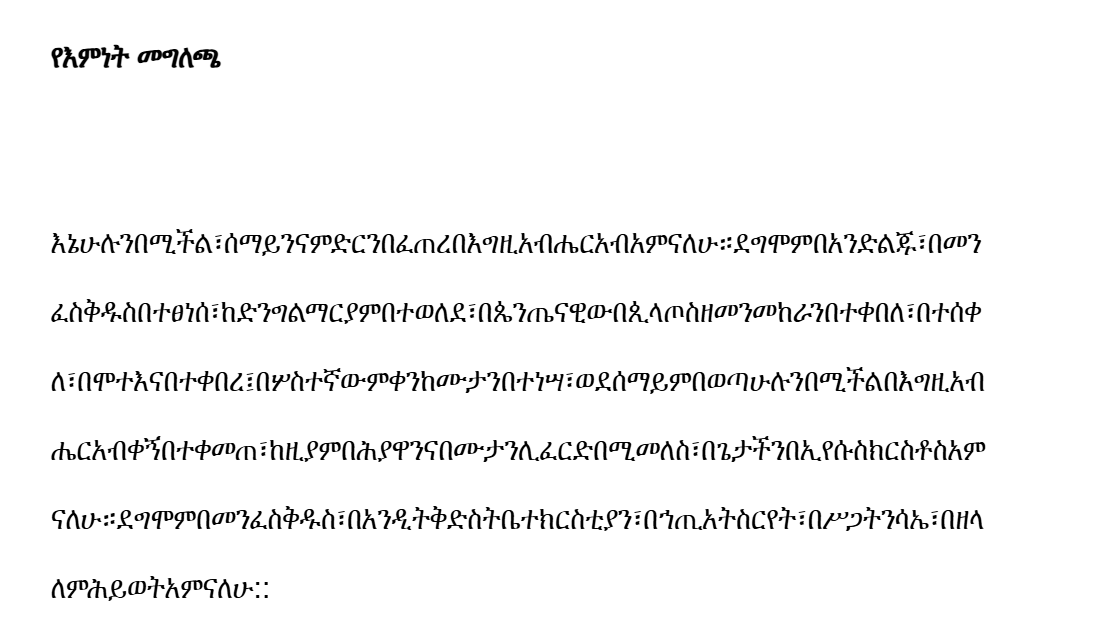 የእምነት መግለጫ
እኔሁሉንበሚችል፣ሰማይንናምድርንበፈጠረበእግዚአብሔርአብአምናለሁ።ደግሞምበአንድልጁ፣በመን
ፈስቅዱስበተፀነሰ፣ከድንግልማርያምበተወለደ፣በጴንጤናዊውበጲላጦስዘመንመከራንበተቀበለ፣በተሰቀ
ለ፣በሞተእናበተቀበረ፤በሦስተኛውምቀንከሙታንበተነሣ፣ወደሰማይምበወጣሁሉንበሚችልበእግዚአብ
ሔርአብቀኝበተቀመጠ፣ከዚያምበሕያዋንናበሙታንሊፈርድበሚመለስ፣በጌታችንበኢየሱስክርስቶስአም
ናለሁ።ደግሞምበመንፈስቅዱስ፣በአንዲትቅድስትቤተክርስቲያን፣በኀጢአትስርየት፣በሥጋትንሳኤ፣በዘላ
ለምሕይወትአምናለሁ::